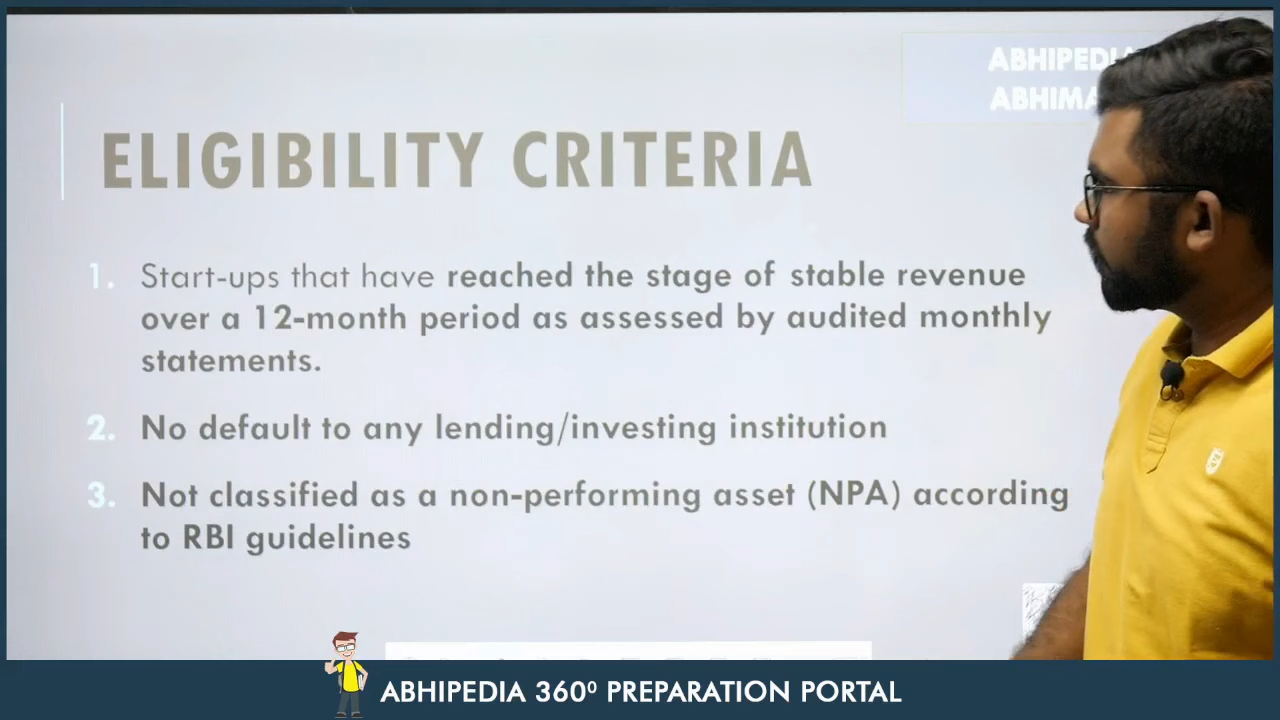 ABHIPEDIA
ELIGIBILITY CRITERIA
1. Start-ups that have reached the stage of stable revenue
over a 12-month period as assessed by audited monthly
statements.
2. No default to any lending/investing institution
3. Not classified as a non-performing asset (NPA) according
to RBI guidelines
ABHIPEDIA 360⁰ PREPARATION PORTAL